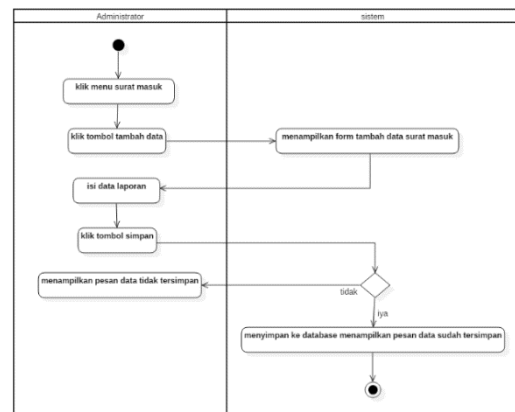 Administrator
sistem
klik menu surat masuk
klik tombol tambah data
menampilkan form tambah data surat masuk
isi data laporan
klik tombol simpan
menampilkan pesan data tidak tersimpan
tidak
iya
menyimpan ke database menampilkan pesan data sudah tersimpan